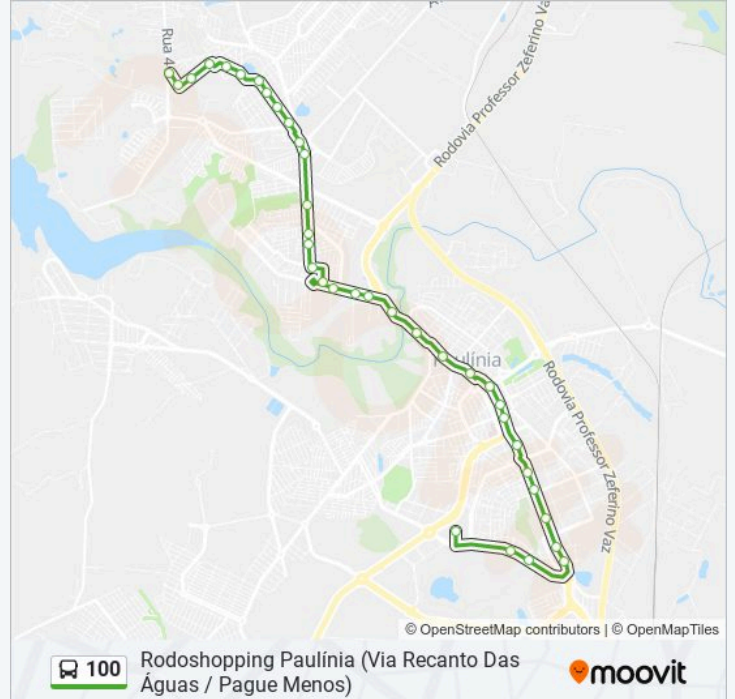 Rua 4
Rodovia Professor Zeferino Va
Paulínia
Rodovia Professor Zeferino Vaz
© OpenStreetMap contributors | © OpenMapTiles
100
Rodoshopping Paulínia (Via Recanto Das
Águas / Pague Menos)
moovit